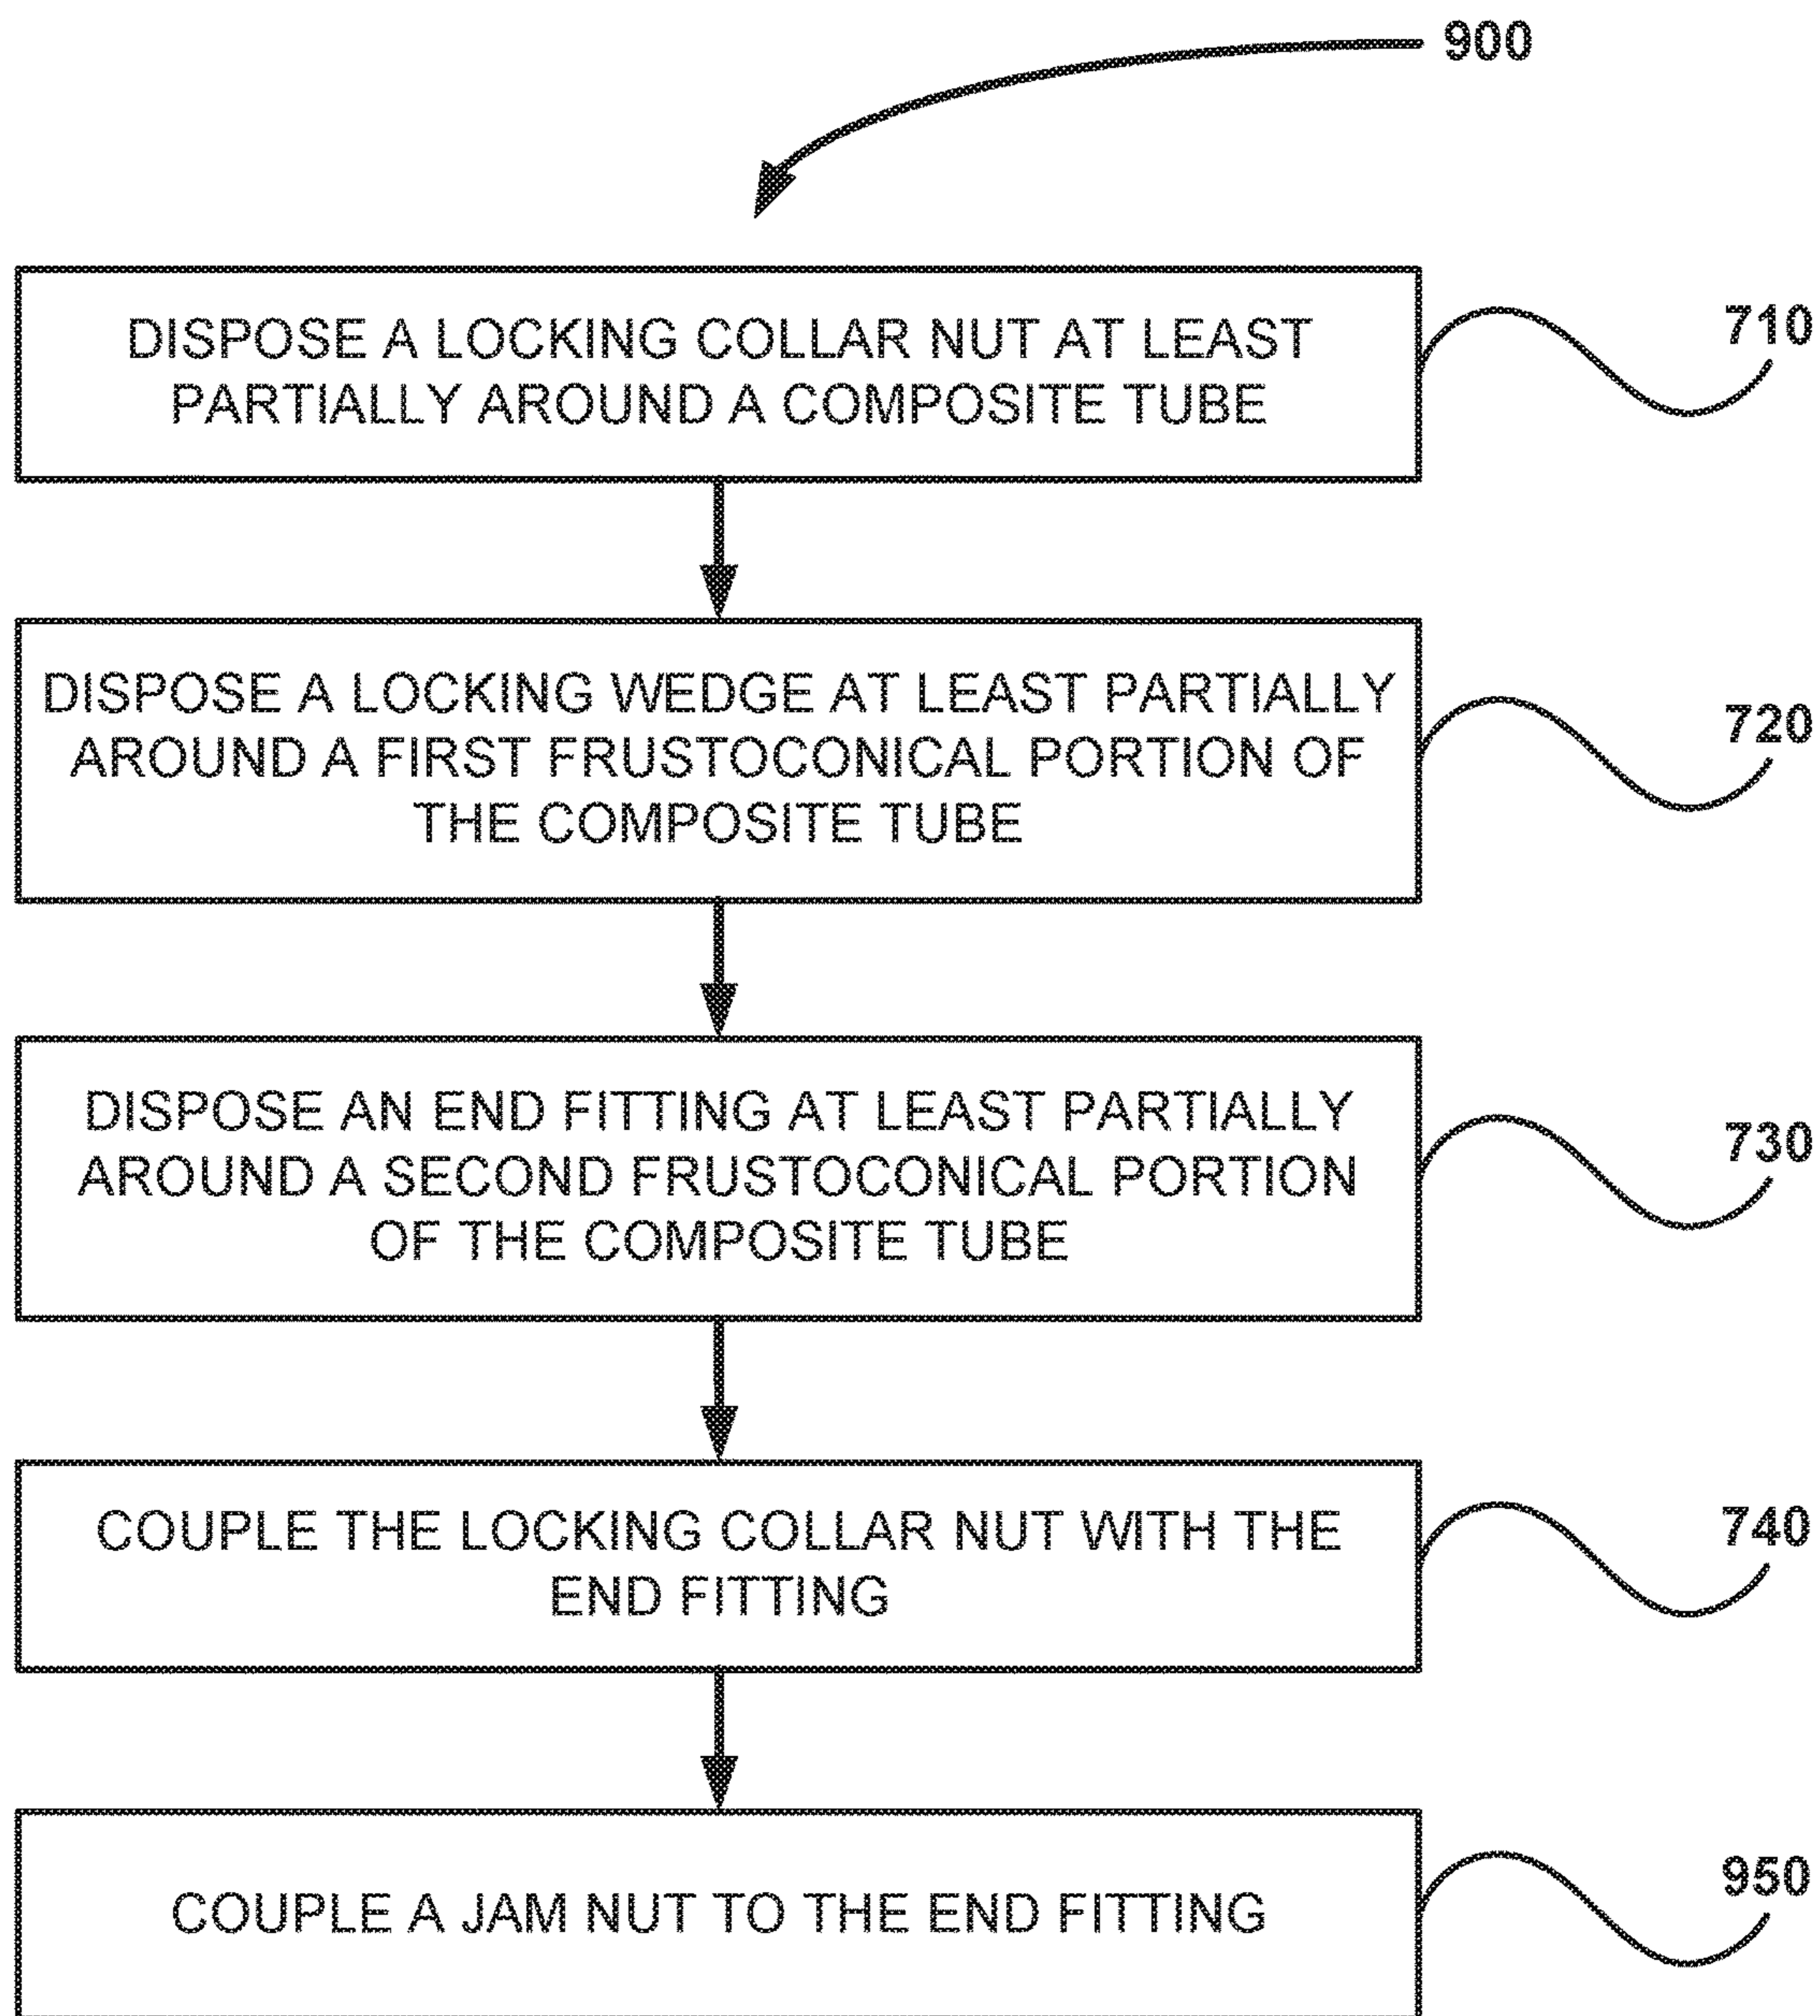 900
DISPOSE A LOCKING COLLAR NUT AT LEAST
PARTIALLY AROUND A COMPOSITE TUBE
710
DISPOSE A LOCKING WEDGE AT LEAST PARTIALLY
AROUND A FIRST FRUSTOCONICAL PORTION OF
THE COMPOSITE TUBE
720
DISPOSE AN END FITTING AT LEAST PARTIALLY
AROUND A SECOND FRUSTOCONICAL PORTION
OF THE COMPOSITE TUBE
730
COUPLE THE LOCKING COLLAR NUT WITH THE
END FITTING
740
COUPLE A JAM NUT TO THE END FITTING
950